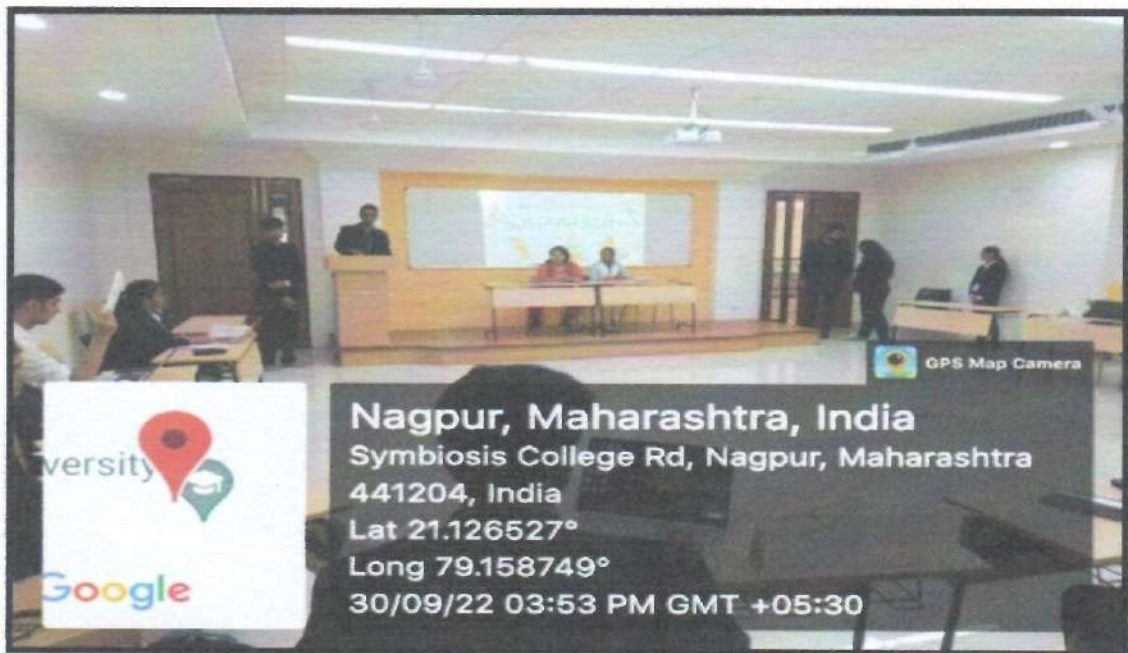 GPS Map Camera
Nagpur, Maharashtra, India
Symbiosis College Rd, Nagpur, Maharashtra
441204, India
Lat 21.126527°
Long 79.158749°
30/09/22 03:53 PM GMT +05:30
versity
Google